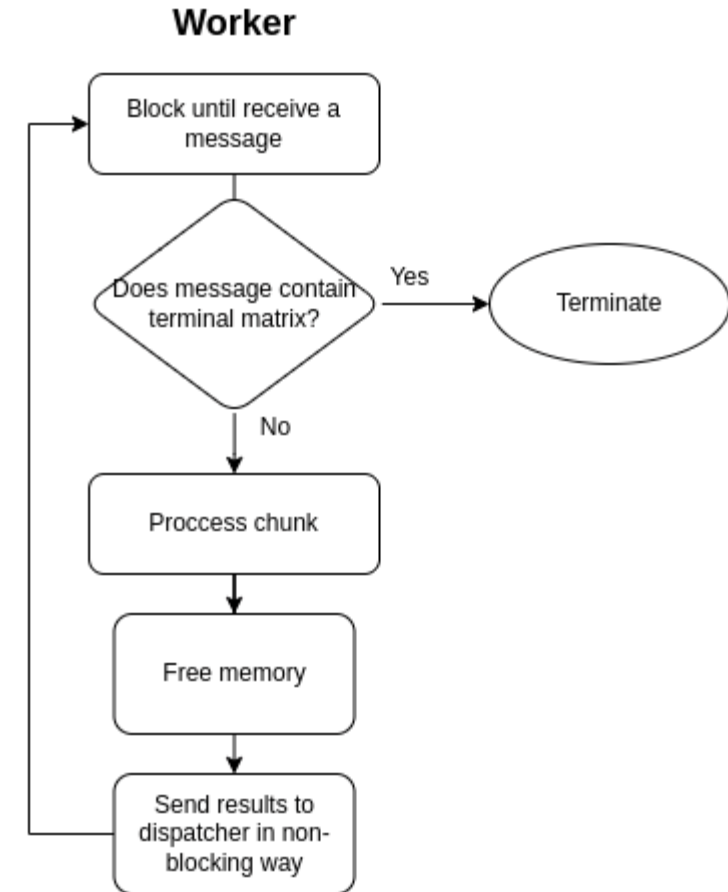 Worker
Block until receive a
message
Does message contain
terminal matrix?
Yes
Terminate
No
Proccess chunk
Free memory
Send results to
dispatcher in non-
blocking way